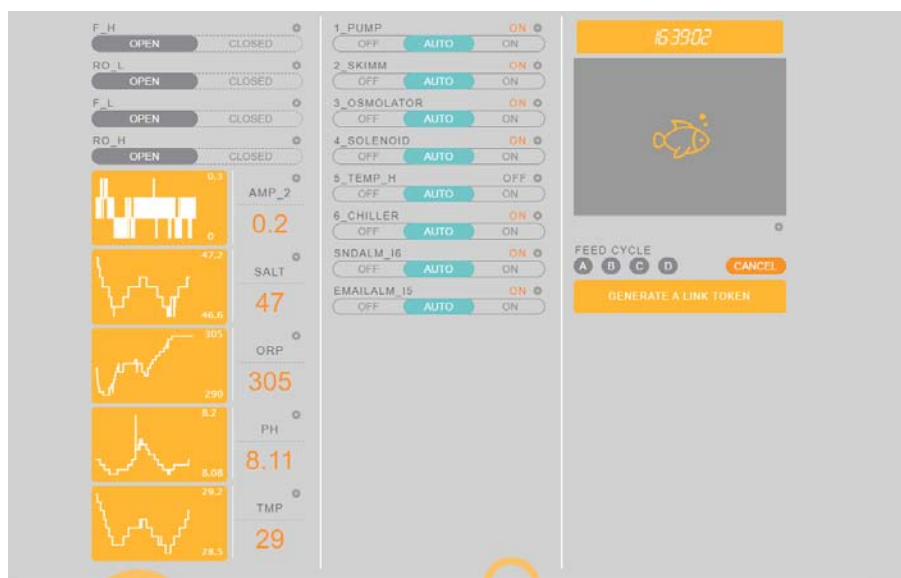 F_H
OPEN CLOSED
RO_L
OPEN CLOSED
F_L
OPEN CLOSED
RO_H
OPEN CLOSED
0.3
0
AMP_2
0.2
47.2
46.6
SALT
47
305
290
ORP
305
8.2
8.08
PH
8.11
29.2
28.5
TMP
29
1_PUMP ON
OFF AUTO ON
2_SKIMM ON
OFF AUTO ON
3_OSMOLATOR ON
OFF AUTO ON
4_SOLENOID ON
OFF AUTO ON
5_TEMP_H OFF
OFF AUTO ON
6_CHILLER ON
OFF AUTO ON
SNDALM_I6 ON
OFF AUTO ON
EMAILALM_I5 ON
OFF AUTO ON
16:39:02
FEED CYCLE
A B C D CANCEL
GENERATE A LINK TOKEN